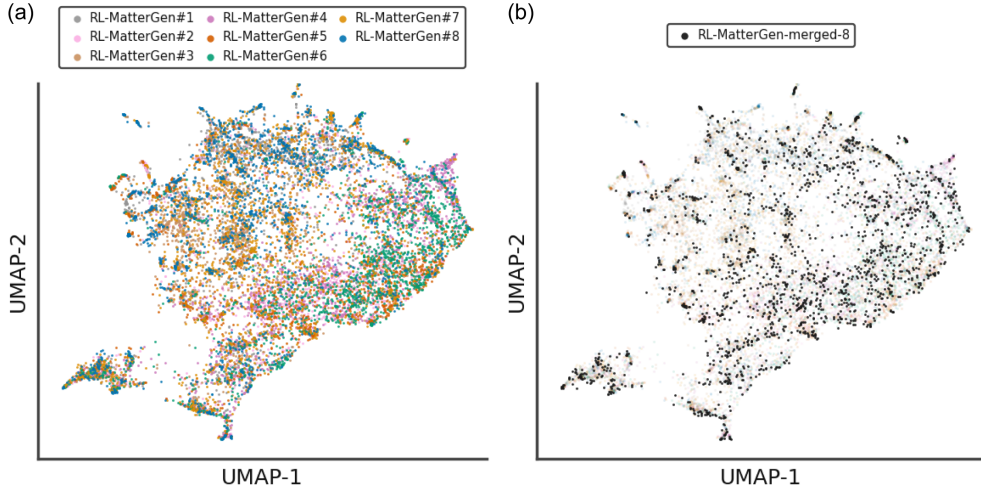 (a)
RL-MatterGen#1 RL-MatterGen#4 RL-MatterGen#7
RL-MatterGen#2 RL-MatterGen#5 RL-MatterGen#8
RL-MatterGen#3 RL-MatterGen#6
UMAP-2
UMAP-1
(b)
RL-MatterGen-merged-8
UMAP-2
UMAP-1